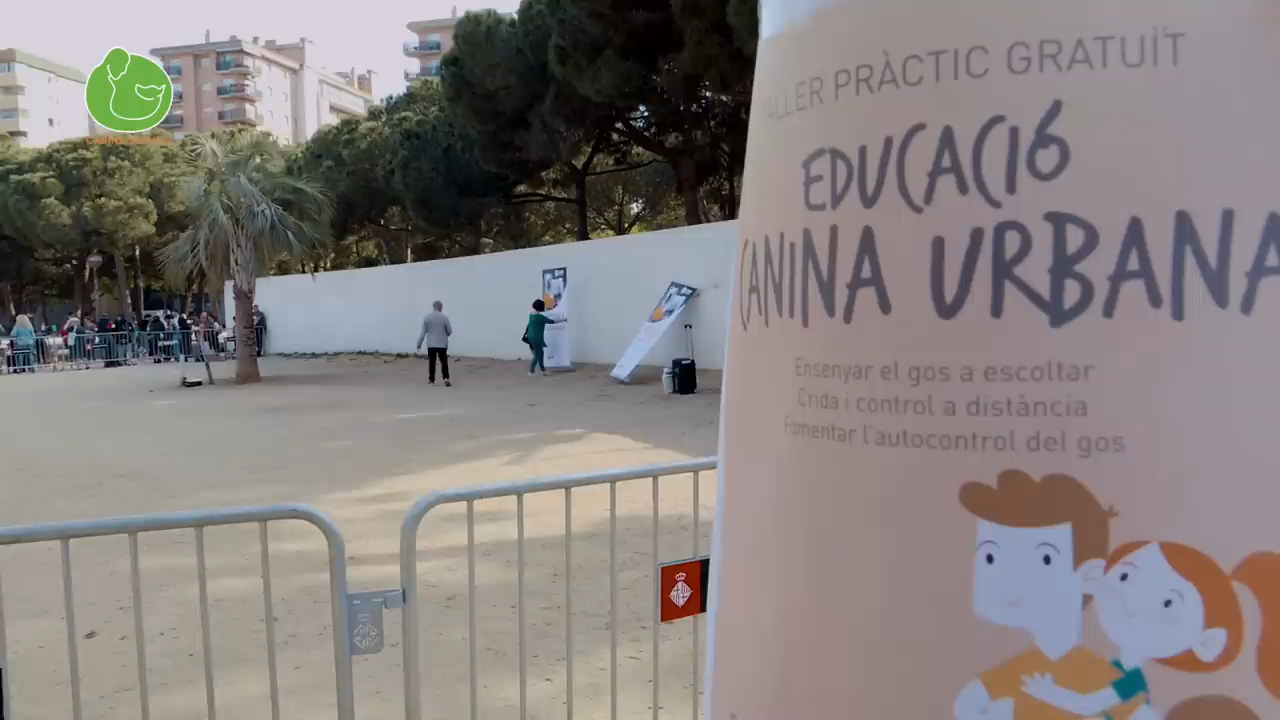 TALLER PRÀCTIC GRATUÏT
EDUCACIÓ
CANINA URBANA
Ensenyar el gos a escoltar
Crida i control a distància
Fomentar l'autocontrol del gos